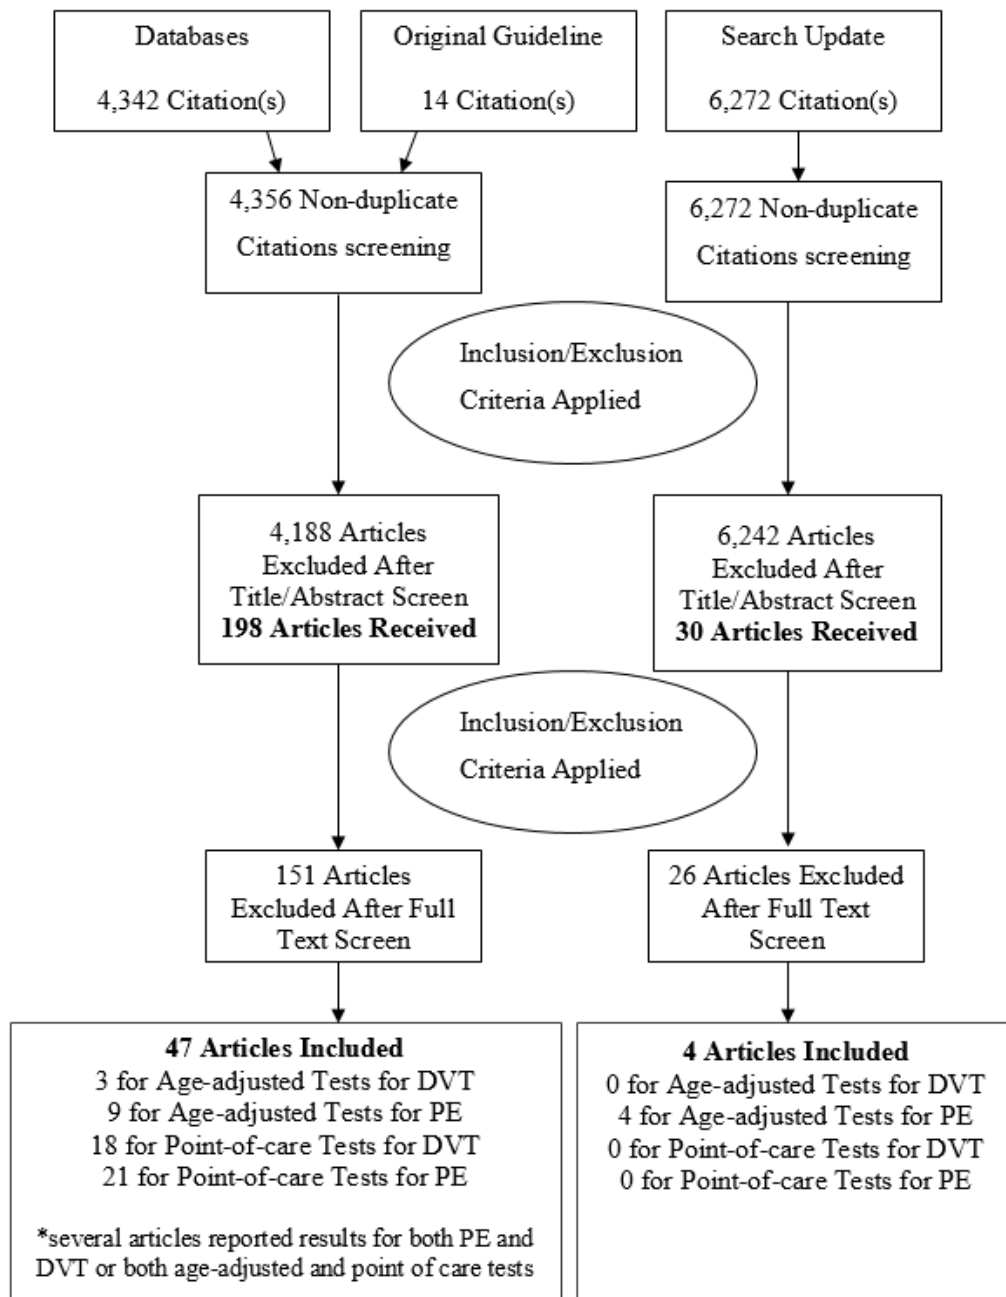 Databases
4,342 Citation(s)
Original Guideline
14 Citation(s)
Search Update
6,272 Citation(s)
4,356 Non-duplicate
Citations screening
6,272 Non-duplicate
Citations screening
Inclusion/Exclusion
Criteria Applied
4,188 Articles
Excluded After
Title/Abstract Screen
198 Articles Received
6,242 Articles
Excluded After
Title/Abstract Screen
30 Articles Received
Inclusion/Exclusion
Criteria Applied
151 Articles
Excluded After Full
Text Screen
26 Articles Excluded
After Full Text
Screen
47 Articles Included
3 for Age-adjusted Tests for DVT
9 for Age-adjusted Tests for PE
18 for Point-of-care Tests for DVT
21 for Point-of-care Tests for PE
*several articles reported results for both PE and
DVT or both age-adjusted and point of care tests
4 Articles Included
0 for Age-adjusted Tests for DVT
4 for Age-adjusted Tests for PE
0 for Point-of-care Tests for DVT
0 for Point-of-care Tests for PE